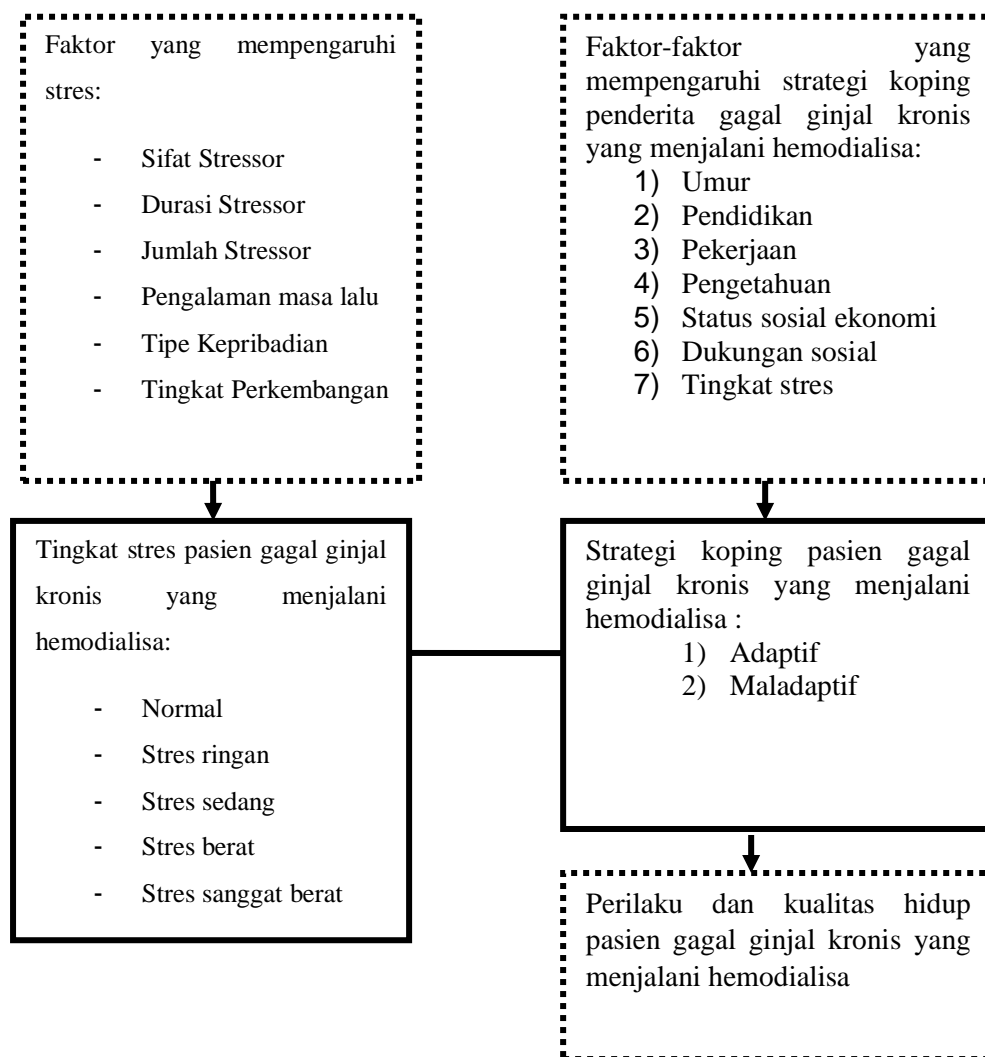 Faktor yang mempengaruhi
stres:
- Sifat Stressor
- Durasi Stressor
- Jumlah Stressor
- Pengalaman masa lalu
- Tipe Kepribadian
- Tingkat Perkembangan
Faktor-faktor yang
mempengaruhi strategi koping
penderita gagal ginjal kronis
yang menjalani hemodialisa:
1) Umur
2) Pendidikan
3) Pekerjaan
4) Pengetahuan
5) Status sosial ekonomi
6) Dukungan sosial
7) Tingkat stres
Tingkat stres pasien gagal ginjal
kronis yang menjalani
hemodialisa:
- Normal
- Stres ringan
- Stres sedang
- Stres berat
- Stres sanggat berat
Strategi koping pasien gagal
ginjal kronis yang menjalani
hemodialisa :
1) Adaptif
2) Maladaptif
Perilaku dan kualitas hidup
pasien gagal ginjal kronis yang
menjalani hemodialisa